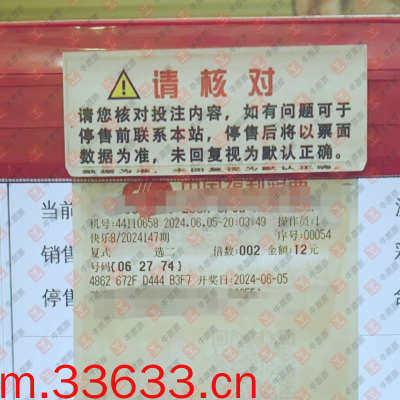 请核对
请您核对投注内容，如有问题可于
停售前联系本站，停售后将以票面
数据为准，未回复视为默认正确。
当前
机号:44110658 2024.06.05-20:03:49 操作员:1
快乐8/2024147期 序号:00054
销售
复式 选二 倍数:002 金额:12元
号码[06 27 74]
停售
4862 672F D444 B3F7 开奖日:2024-06-05
m.33633.cn